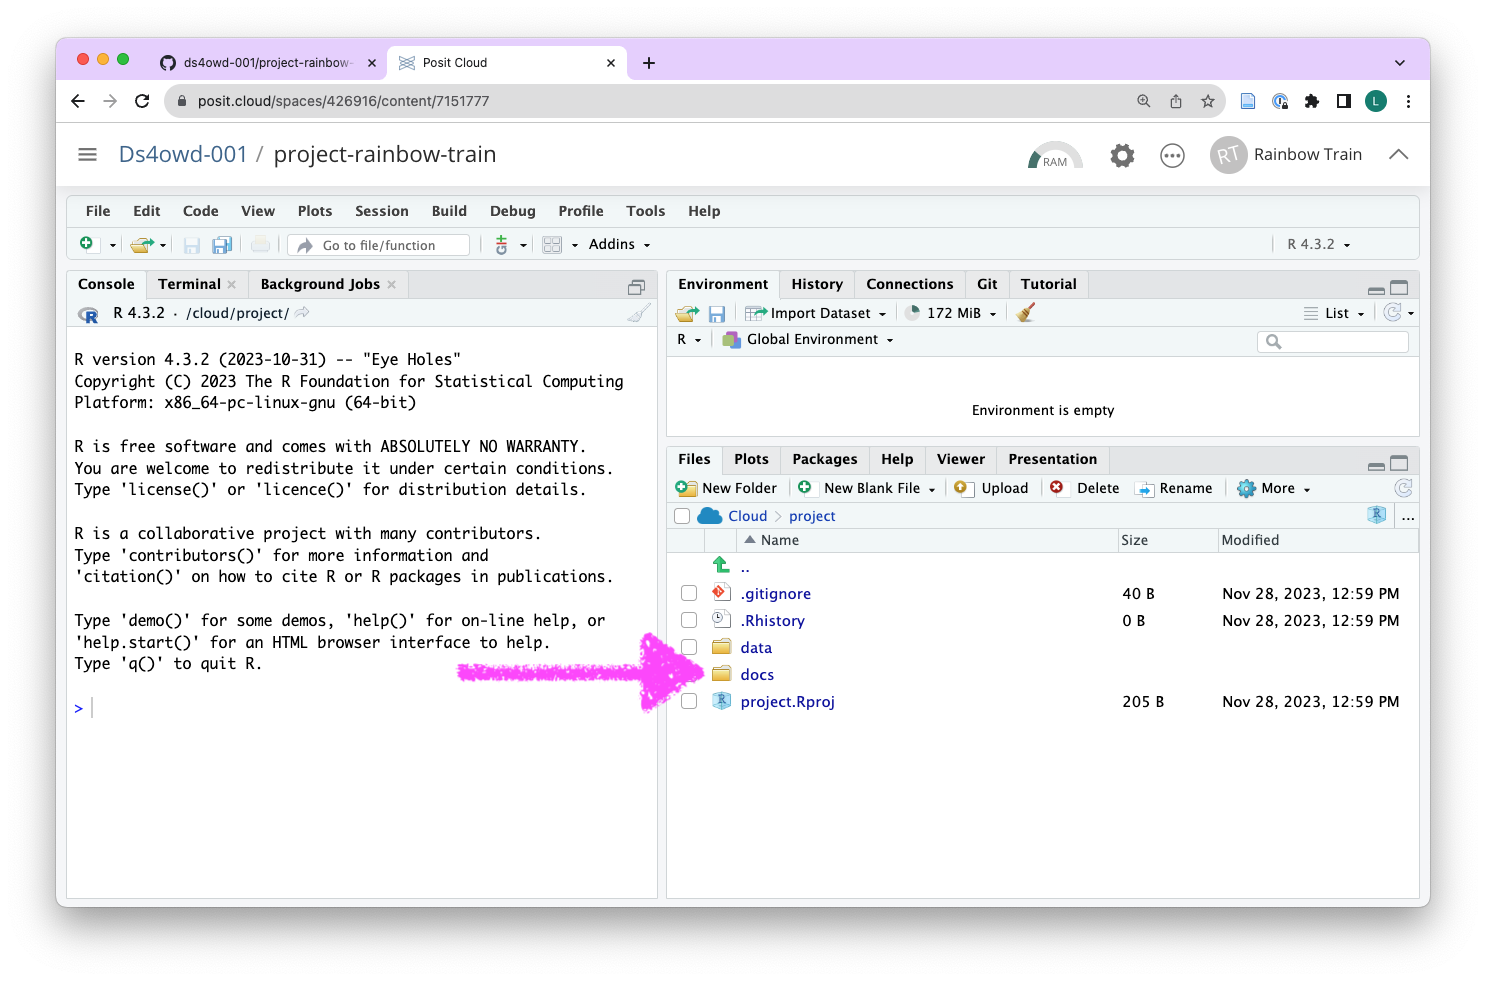 ds4owd-001/project-rainbow-
Posit Cloud
posit.cloud/spaces/426916/content/7151777
L
Ds4owd-001 / project-rainbow-train
RAM
RT
Rainbow Train
File Edit Code View Plots Session Build Debug Profile Tools Help
Go to file/function
Git
Addins
R 4.3.2
Console Terminal Background Jobs
R 4.3.2 · /cloud/project/
R version 4.3.2 (2023-10-31) -- "Eye Holes"
Copyright (C) 2023 The R Foundation for Statistical Computing
Platform: x86_64-pc-linux-gnu (64-bit)
R is free software and comes with ABSOLUTELY NO WARRANTY.
You are welcome to redistribute it under certain conditions.
Type 'license()' or 'licence()' for distribution details.
R is a collaborative project with many contributors.
Type 'contributors()' for more information and
'citation()' on how to cite R or R packages in publications.
Type 'demo()' for some demos, 'help()' for on-line help, or
'help.start()' for an HTML browser interface to help.
Type 'q()' to quit R.
>
Environment History Connections Git Tutorial
Import Dataset 172 MiB List
R Global Environment
Environment is empty
Files Plots Packages Help Viewer Presentation
New Folder New Blank File Upload Delete Rename More
Cloud project
R
...
Name Size Modified
..
.gitignore 40 B Nov 28, 2023, 12:59 PM
.Rhistory 0 B Nov 28, 2023, 12:59 PM
data
docs
project.Rproj 205 B Nov 28, 2023, 12:59 PM